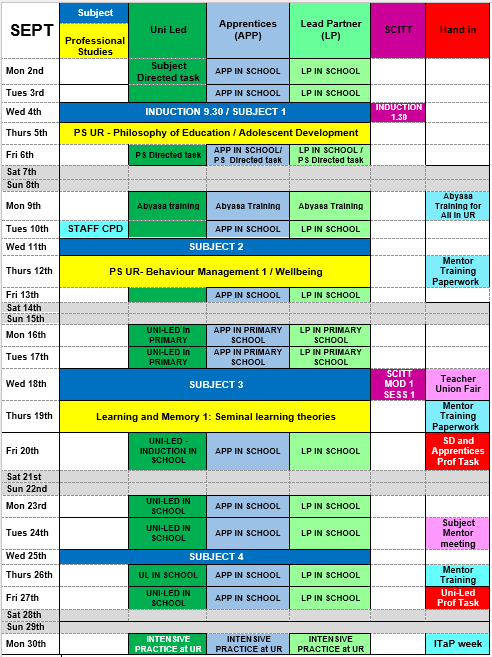 SEPT
Subject
Professional
Studies
Uni Led
Apprentices
(APP)
Lead Partner
(LP)
SCITT
Hand in
Mon 2nd
Subject
Directed task
APP IN SCHOOL
LP IN SCHOOL
Tues 3rd
APP IN SCHOOL
LP IN SCHOOL
Wed 4th
INDUCTION 9.30 / SUBJECT 1
INDUCTION
1.30
Thurs 5th
PS UR - Philosophy of Education / Adolescent Development
Fri 6th
PS Directed task
APP IN SCHOOL/
PS Directed task
LP IN SCHOOL /
PS Directed task
Sat 7th
Sun 8th
Mon 9th
Abyasa training
Abyasa Training
Abyasa Training
Abyasa
Training for
All in UR
Tues 10th
STAFF CPD
APP IN SCHOOL
LP IN SCHOOL
Wed 11th
SUBJECT 2
Thurs 12th
PS UR- Behaviour Management 1 / Wellbeing
Mentor
Training
Paperwork
Fri 13th
APP IN SCHOOL
LP IN SCHOOL
Sat 14th
Sun 15th
Mon 16th
UNI-LED in
PRIMARY
APP IN PRIMARY
SCHOOL
LP IN PRIMARY
SCHOOL
Tues 17th
UNI-LED in
PRIMARY
APP IN PRIMARY
SCHOOL
LP IN PRIMARY
SCHOOL
Wed 18th
SUBJECT 3
SCITT
MOD 1
SESS 1
Teacher
Union Fair
Thurs 19th
Learning and Memory 1: Seminal learning theories
Mentor
Training
Paperwork
Fri 20th
UNI-LED -
INDUCTION IN
SCHOOL
APP IN SCHOOL
LP IN SCHOOL
SD and
Apprentices
Prof Task
Sat 21st
Sun 22nd
Mon 23rd
UNI-LED IN
SCHOOL
APP IN SCHOOL
LP IN SCHOOL
Tues 24th
UNI-LED IN
SCHOOL
APP IN SCHOOL
LP IN SCHOOL
Subject
Mentor
meeting
Wed 25th
SUBJECT 4
Thurs 26th
UL IN SCHOOL
APP IN SCHOOL
LP IN SCHOOL
Mentor
Training
Fri 27th
UNI-LED IN
SCHOOL
APP IN SCHOOL
LP IN SCHOOL
Uni-Led
Prof Task
Sat 28th
Sun 29th
Mon 30th
INTENSIVE
PRACTICE at UR
INTENSIVE
PRACTICE at UR
INTENSIVE
PRACTICE at UR
ITaP week